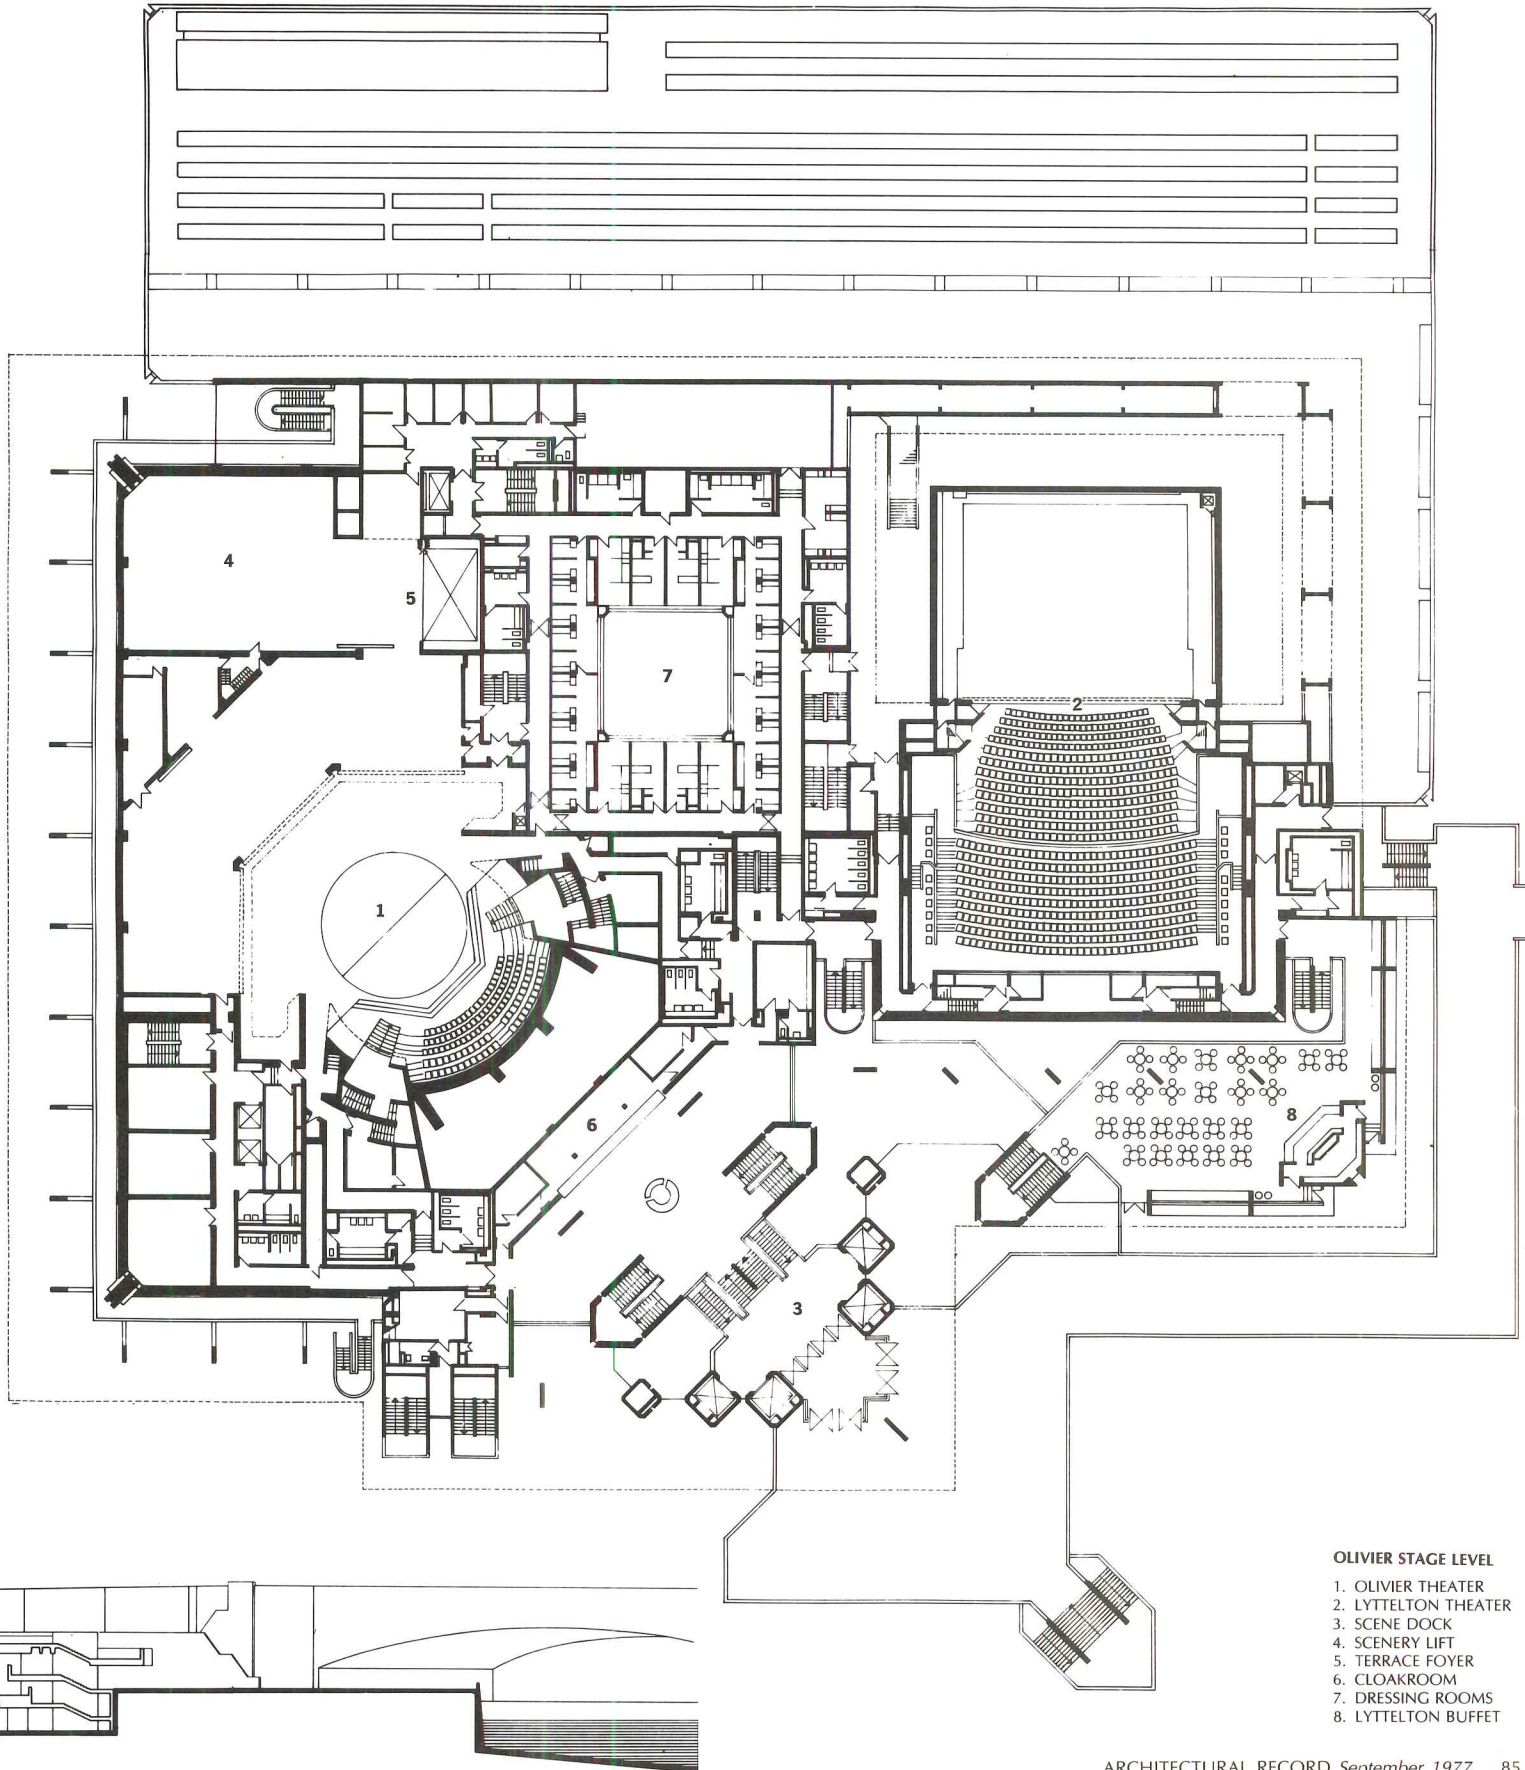 4
5
7
2
1
8
6
3
OLIVIER STAGE LEVEL
1. OLIVIER THEATER
2. LYTTELTON THEATER
3. SCENE DOCK
4. SCENERY LIFT
5. TERRACE FOYER
6. CLOAKROOM
7. DRESSING ROOMS
8. LYTTELTON BUFFET
ARCHITECTURAL RECORD September 1977 85